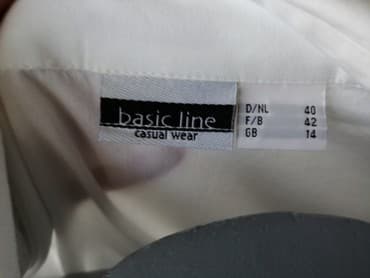 basic line
casual wear
D/NL 40
F/B 42
GB 14